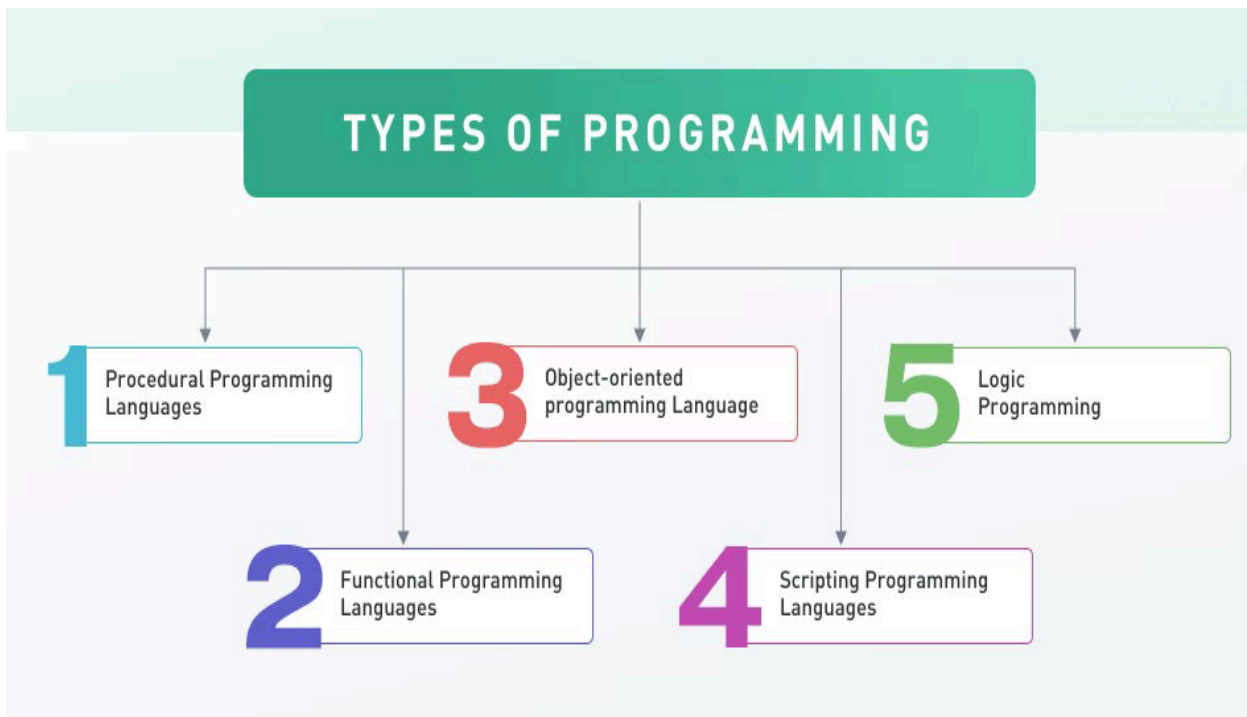 TYPES OF PROGRAMMING
1
Procedural Programming
Languages
2
Functional Programming
Languages
3
Object-oriented
programming Language
4
Scripting Programming
Languages
5
Logic
Programming